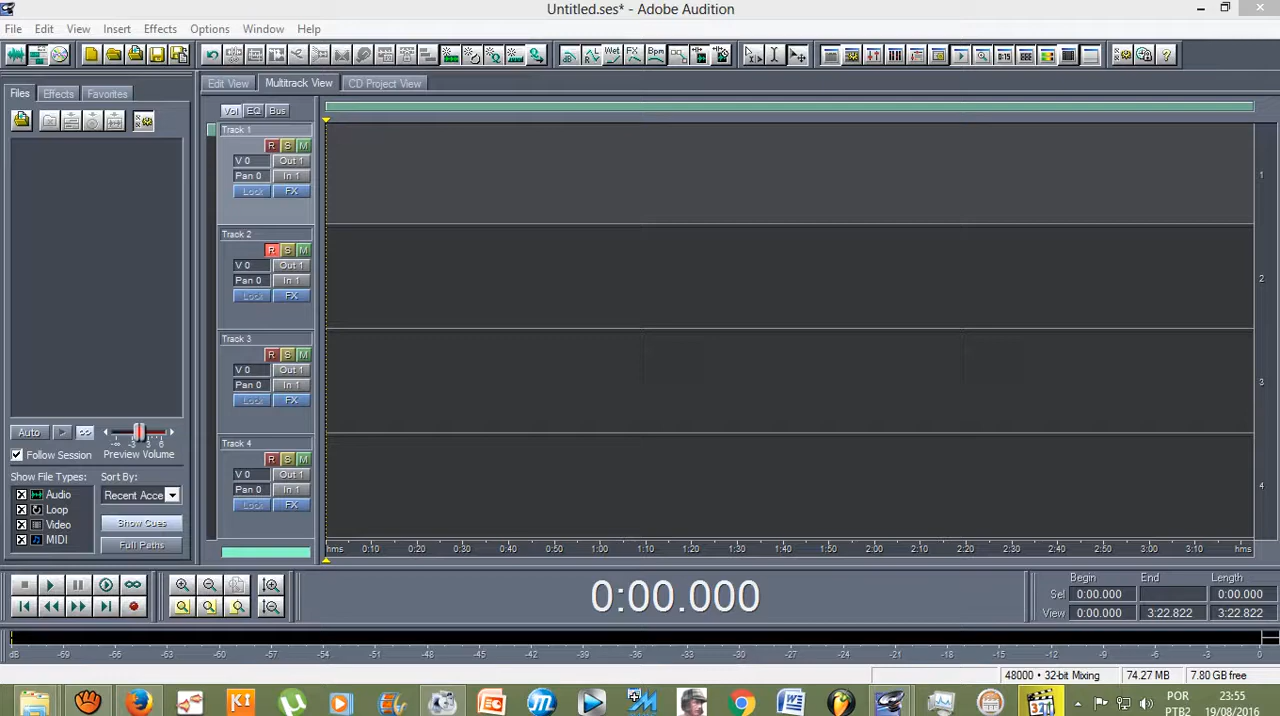 Untitled.ses* - Adobe Audition
File Edit View Insert Effects Options Window Help
Edit View Multitrack View CD Project View
Files Effects Favorites
Vol EQ Bus
Track 1
R S M
V 0 Out 1
Pan 0 In 1
Lock FX
1
Track 2
R S M
V 0 Out 1
Pan 0 In 1
Lock FX
2
Track 3
R S M
V 0 Out 1
Pan 0 In 1
Lock FX
3
Track 4
R S M
V 0 Out 1
Pan 0 In 1
Lock FX
4
Auto
-∞ -3 3 6
Follow Session Preview Volume
Show File Types: Sort By:
Audio Recent Acce
Loop
Video Show Cues
MIDI Full Paths
hms 0:10 0:20 0:30 0:40 0:50 1:00 1:10 1:20 1:30 1:40 1:50 2:00 2:10 2:20 2:30 2:40 2:50 3:00 3:10 hms
0:00.000
Begin End Length
Sel 0:00.000 0:00.000
View 0:00.000 3:22.822 3:22.822
dB -69 -66 -63 -60 -57 -54 -51 -48 -45 -42 -39 -36 -33 -30 -27 -24 -21 -18 -15 -12 -9 -6 -3 0
48000 • 32-bit Mixing 74.27 MB 7.80 GB free
POR 23:55
PTB2 19/08/2016